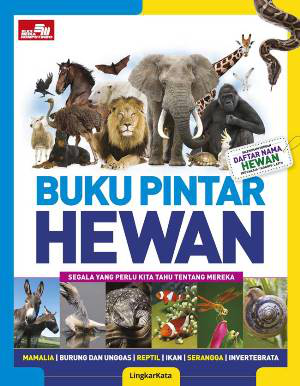 DAFTAR NAMA
HEWAN
BUKU PINTAR
HEWAN
SEGALA YANG PERLU KITA TAHU TENTANG MEREKA
MAMALIA | BURUNG DAN UNGGAS | REPTIL | IKAN | SERANGGA | INVERTEBRATA
LingkarKata